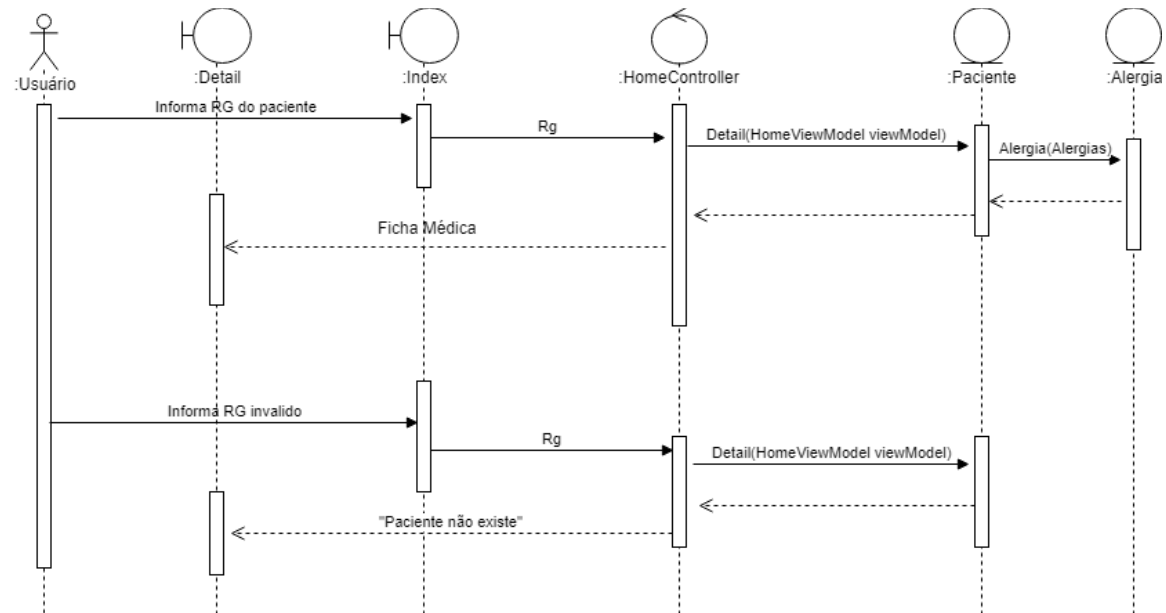 :Usuário
:Detail
:Index
:HomeController
:Paciente
:Alergia
Informa RG do paciente
Rg
Detail(HomeViewModel viewModel)
Alergia(Alergias)
Ficha Médica
Informa RG invalido
Rg
Detail(HomeViewModel viewModel)
"Paciente não existe"